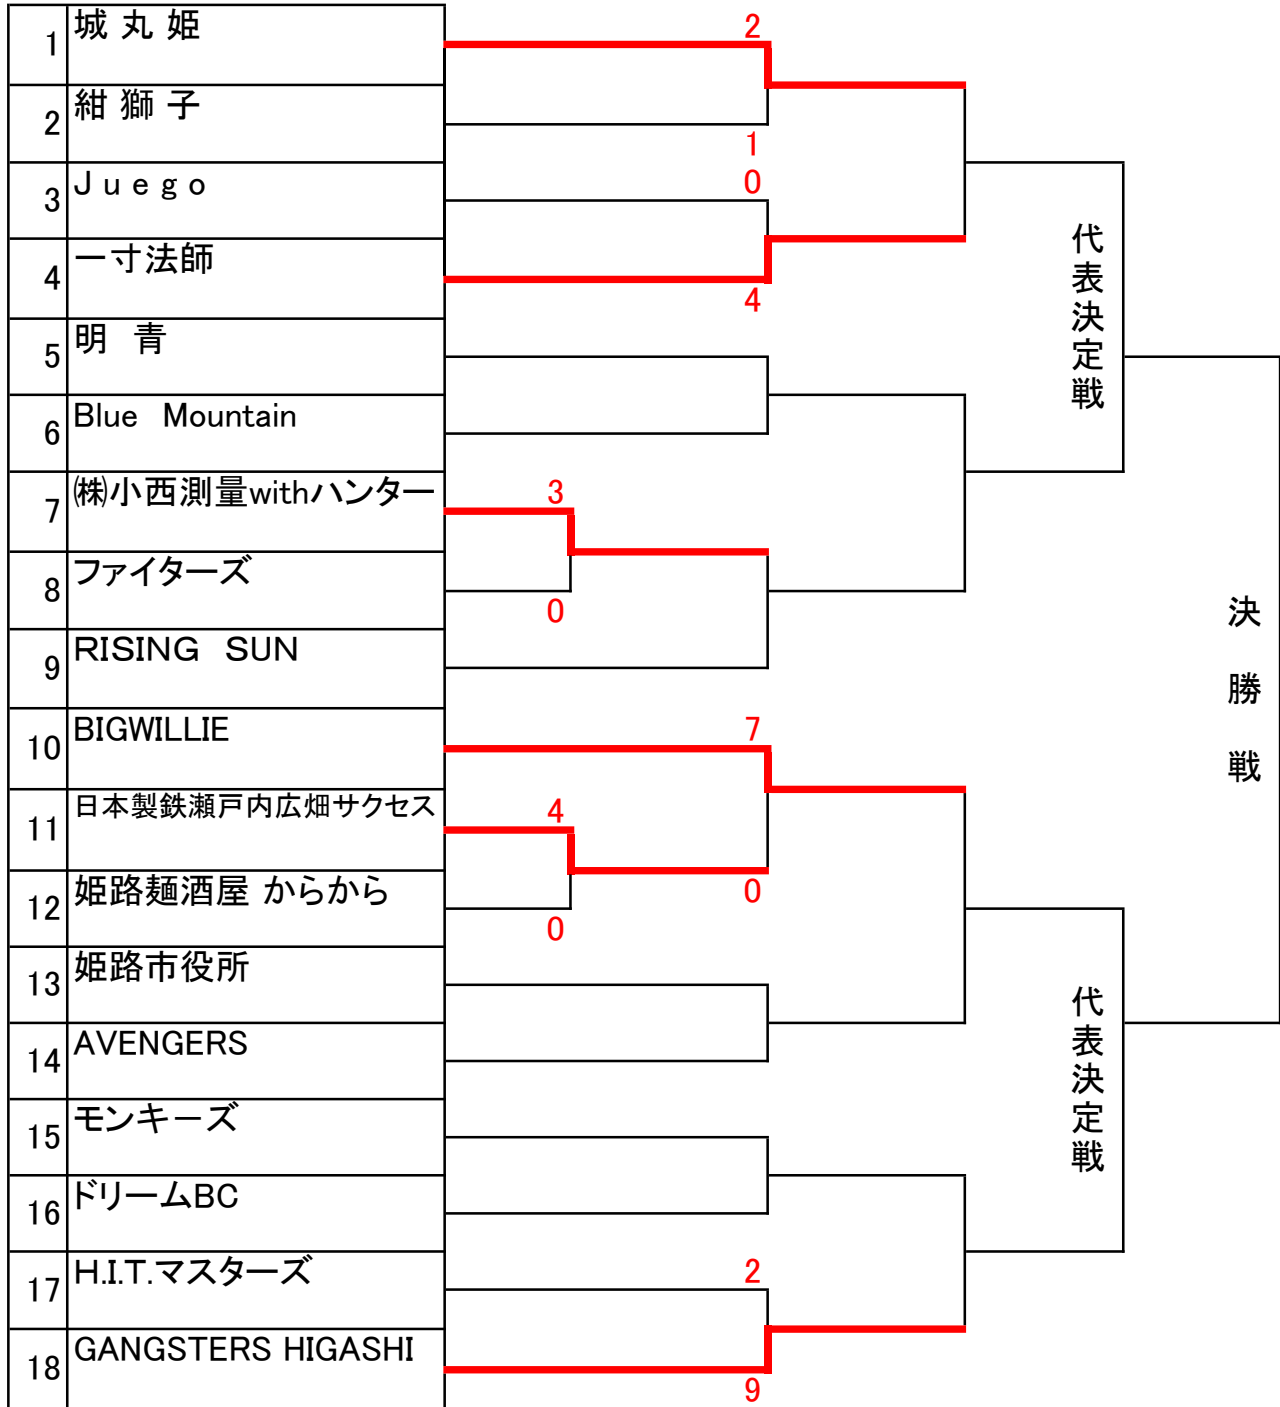 1 城 丸 姫
2
2 紺 獅 子
1
3 Ｊｕｅｇｏ
0
4 一寸法師
4
5 明　青
6 Blue　Mountain
7 ㈱小西測量withハンター
3
8 ファイターズ
0
9 RISING　SUN
10 BIGWILLIE
7
11 日本製鉄瀬戸内広畑サクセス
4
12 姫路麺酒屋 からから
0
0
13 姫路市役所
14 AVENGERS
15 モンキーズ
16 ドリームBC
17 H.I.T.マスターズ
2
18 GANGSTERS HIGASHI
9
代表決定戦
代表決定戦
決勝戦